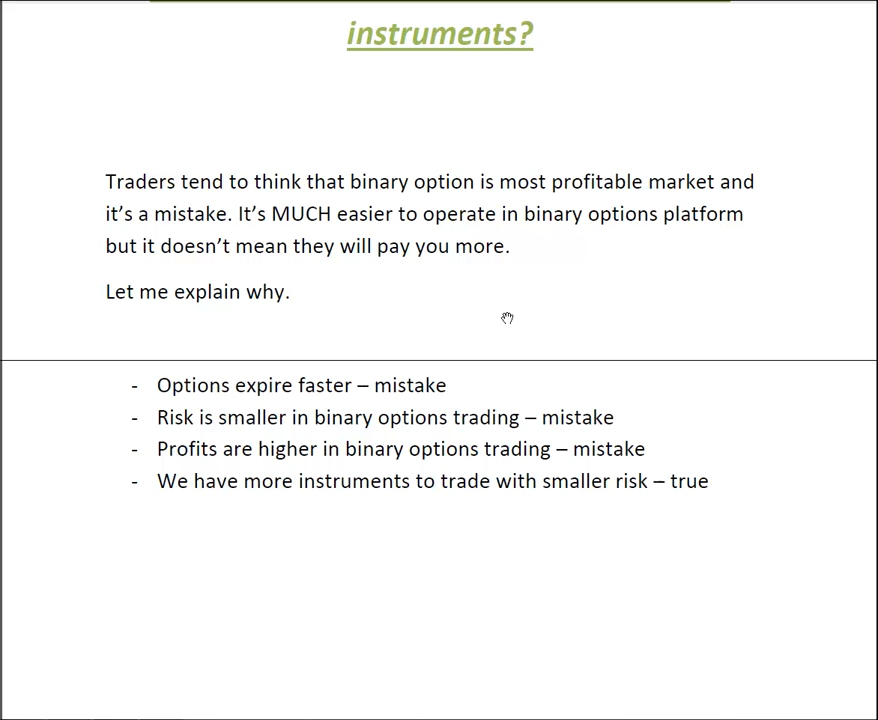 instruments?
Traders tend to think that binary option is most profitable market and
it’s a mistake. It’s MUCH easier to operate in binary options platform
but it doesn’t mean they will pay you more.
Let me explain why.
- Options expire faster – mistake
- Risk is smaller in binary options trading – mistake
- Profits are higher in binary options trading – mistake
- We have more instruments to trade with smaller risk – true